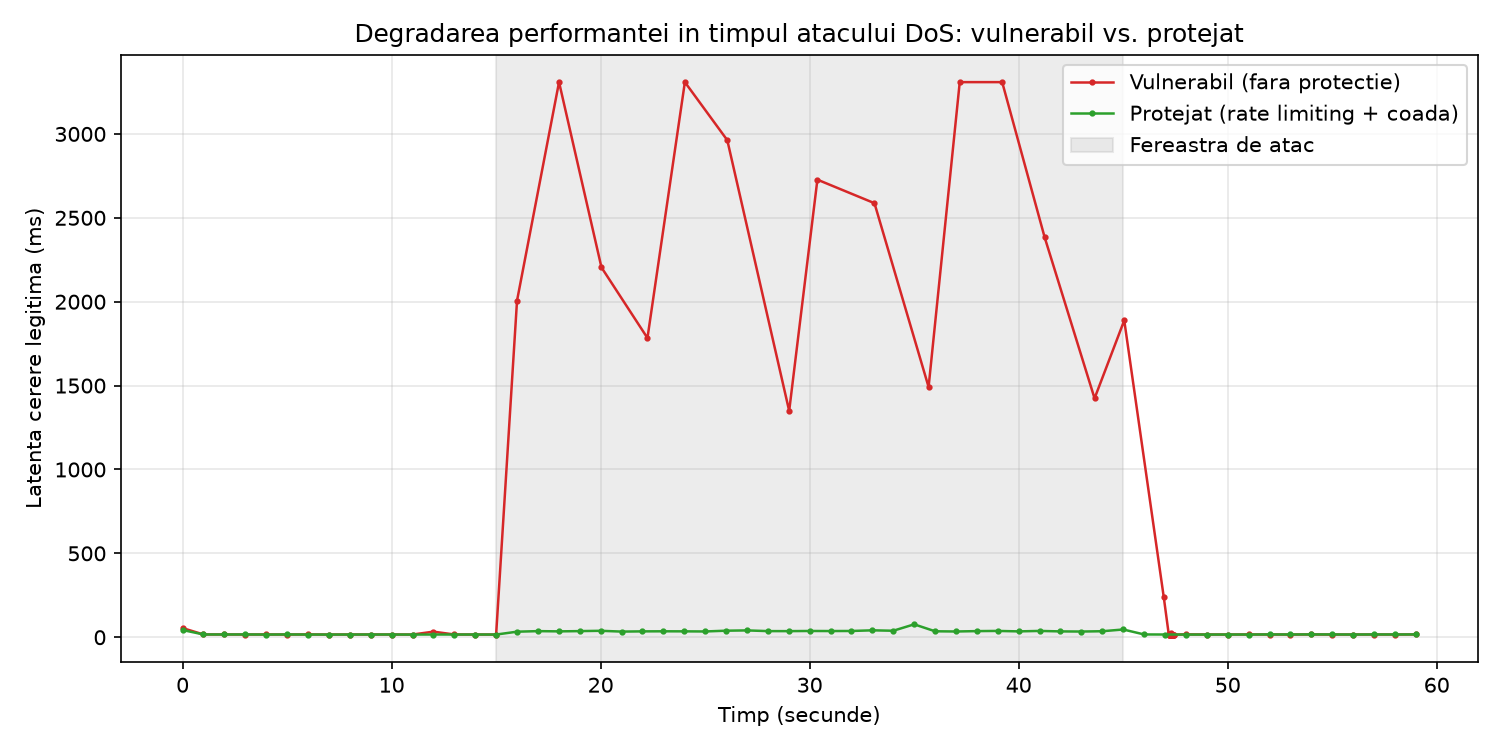 Degradarea performantei in timpul atacului DoS: vulnerabil vs. protejat
Vulnerabil (fara protectie)
Protejat (rate limiting + coada)
Fereastra de atac
Latenta cerere legitima (ms)
3000
2500
2000
1500
1000
500
0
0 10 20 30 40 50 60
Timp (secunde)